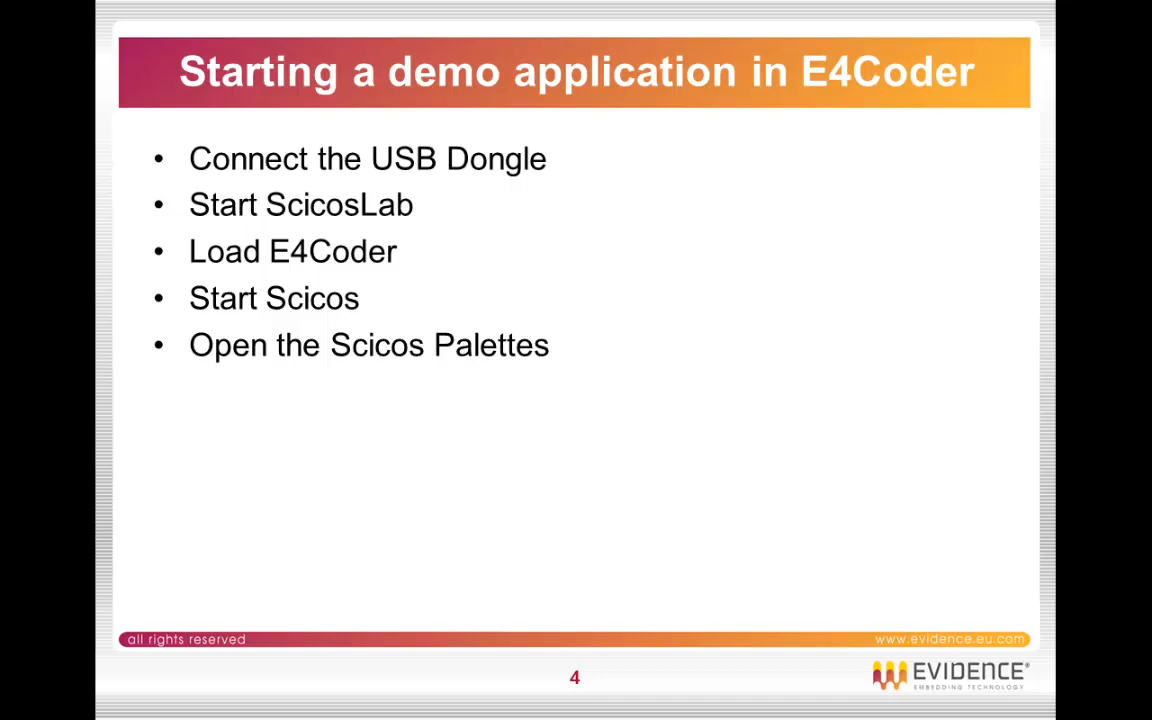 Starting a demo application in E4Coder
• Connect the USB Dongle
• Start ScicosLab
• Load E4Coder
• Start Scicos
• Open the Scicos Palettes
all rights reserved
www.evidence.eu.com
4
EVIDENCE®
EMBEDDING TECHNOLOGY